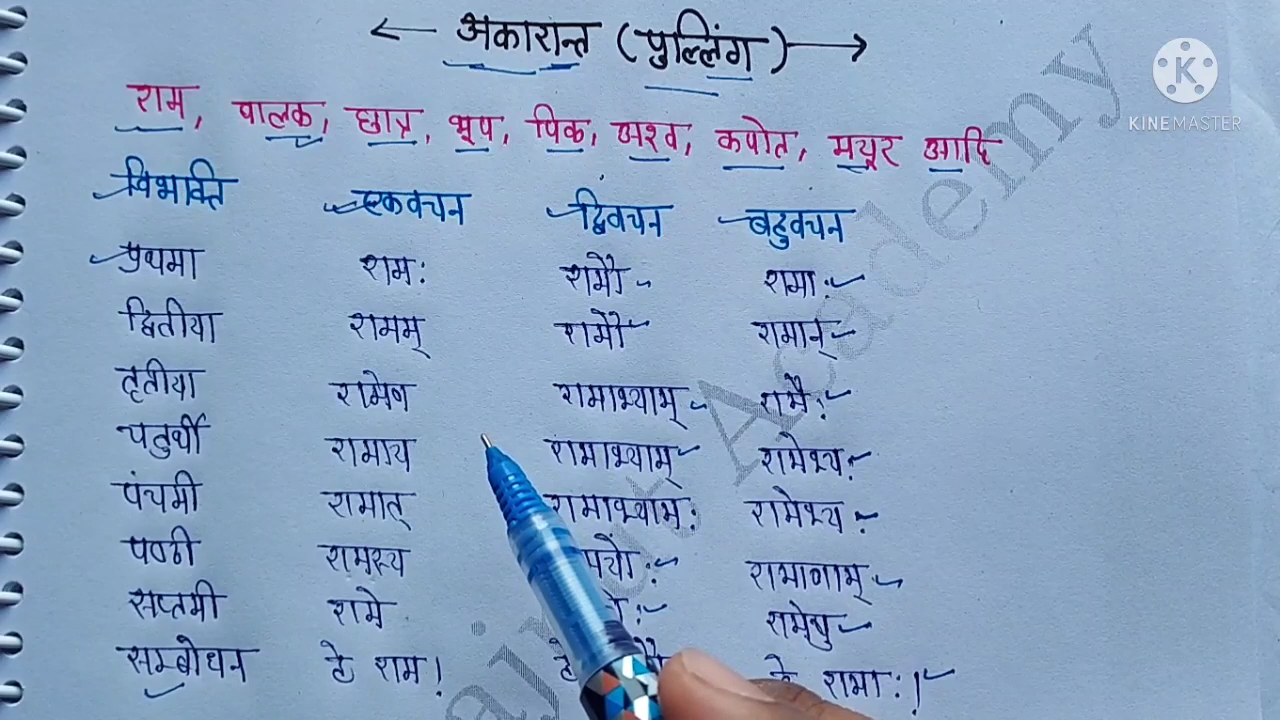 ← अकारान्त (पुल्लिंग) →
KINEMASTER
राम, वालक, छात्र, भूप, पिक, अश्व, कपोत, मयूर आदि
विभक्ति एकवचन द्विवचन बहुवचन
प्रथमा रामः रामौ रामाः
द्वितीया रामम् रामौ रामान्
तृतीया रामेण रामाभ्याम् रामैः
चतुर्थी रामाय रामाभ्याम् रामेभ्यः
पंचमी रामात् रामाभ्याम् रामेभ्यः
षष्ठी रामस्य रामाणाम्
सप्तमी रामे रामेषु
सम्बोधन हे राम! हे हे रामाः!
Academy